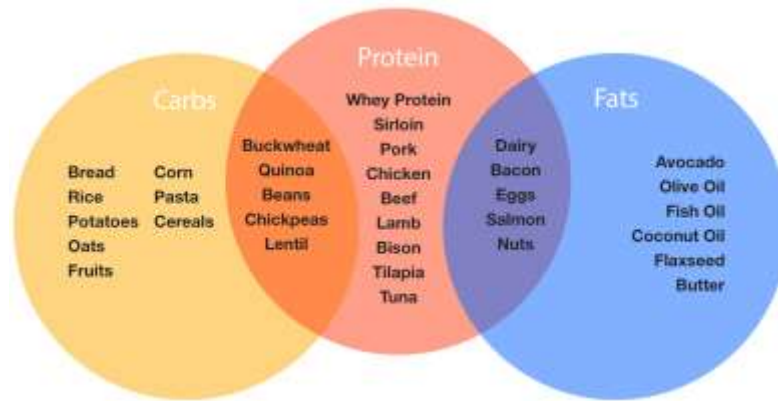 Carbs
Bread
Rice
Potatoes
Oats
Fruits
Corn
Pasta
Cereals
Buckwheat
Quinoa
Beans
Chickpeas
Lentil
Protein
Whey Protein
Sirloin
Pork
Chicken
Beef
Lamb
Bison
Tilapia
Tuna
Dairy
Bacon
Eggs
Salmon
Nuts
Fats
Avocado
Olive Oil
Fish Oil
Coconut Oil
Flaxseed
Butter